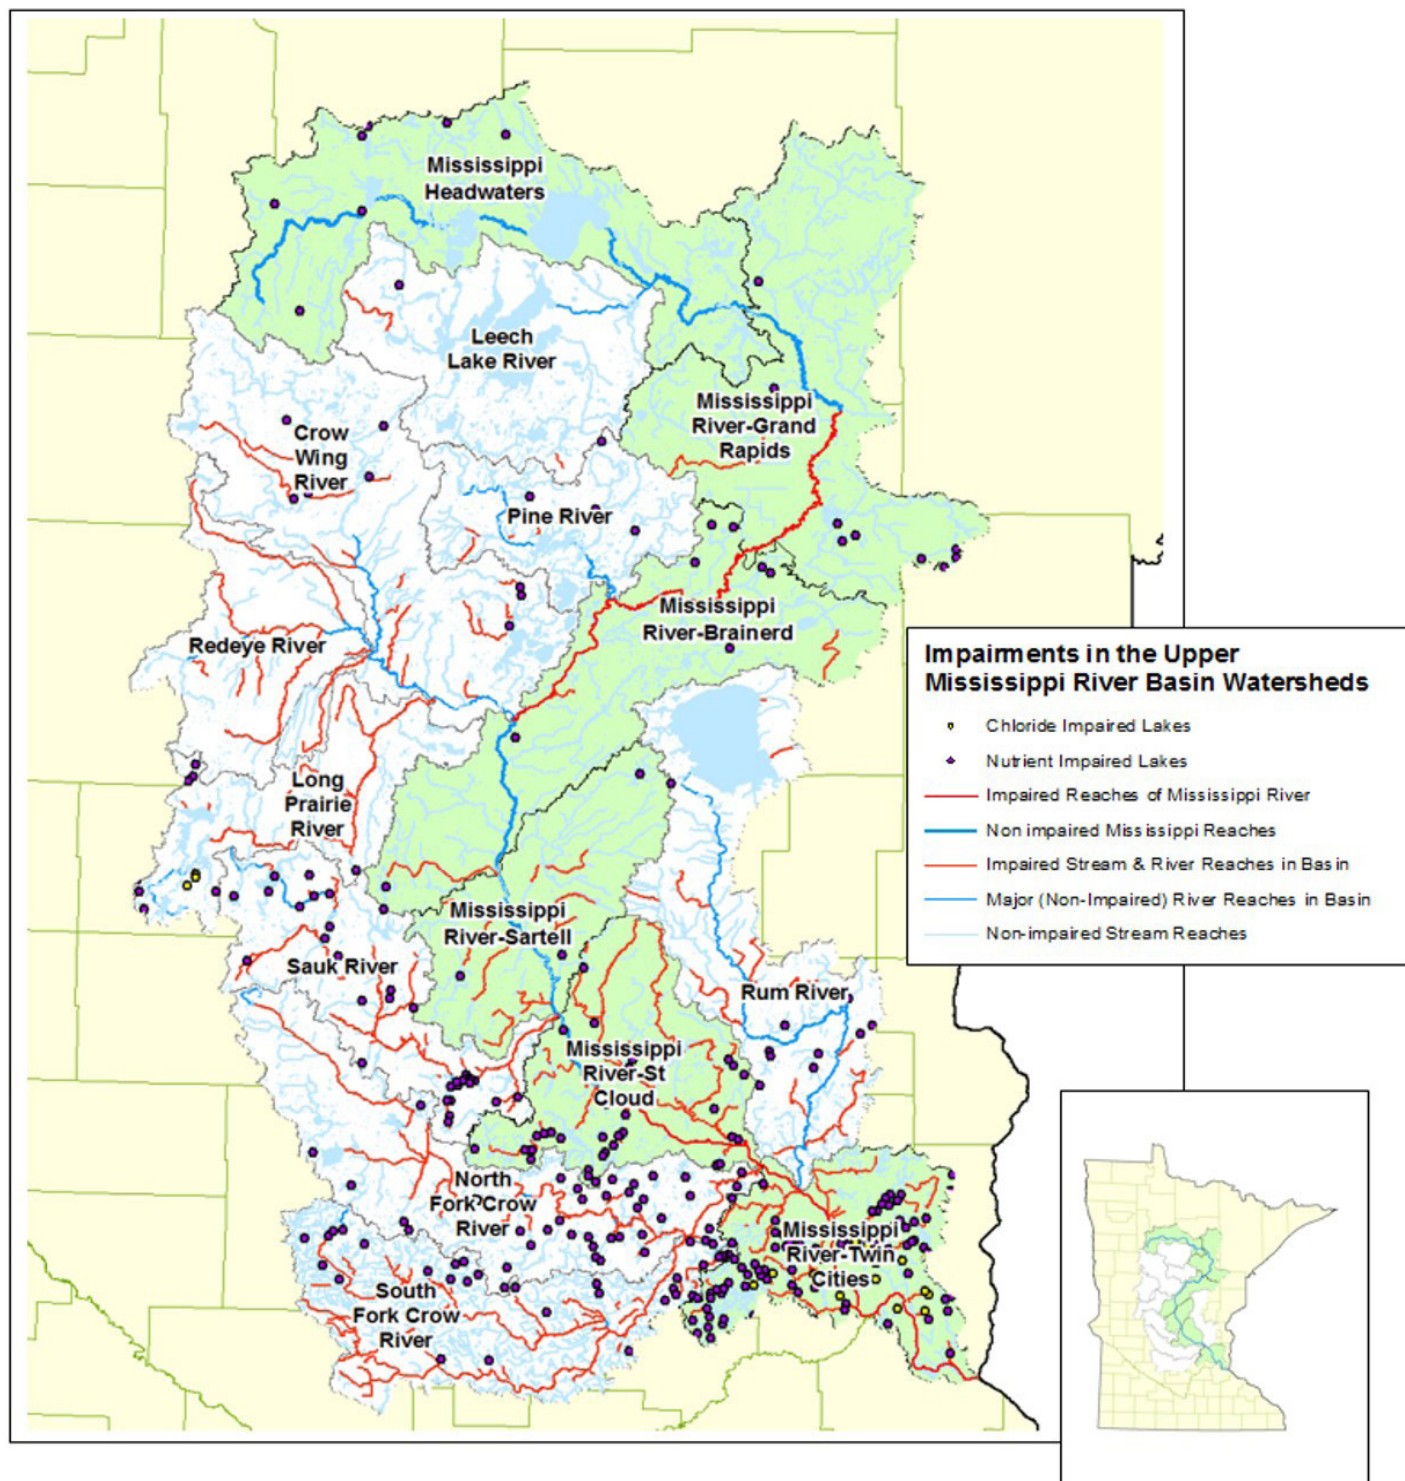 Mississippi
Headwaters
Leech
Lake River
Mississippi
River-Grand
Rapids
Crow
Wing
River
Pine River
Mississippi
River-Brainerd
Redeye River
Impairments in the Upper
Mississippi River Basin Watersheds
Chloride Impaired Lakes
Nutrient Impaired Lakes
Impaired Reaches of Mississippi River
Non impaired Mississippi Reaches
Impaired Stream & River Reaches in Basin
Major (Non-Impaired) River Reaches in Basin
Non-impaired Stream Reaches
Long
Prairie
River
Mississippi
River-Sartell
Sauk River
Rum River
Mississippi
River-St
Cloud
North
Fork Crow
River
Mississippi
River-Twin
Cities
South
Fork Crow
River